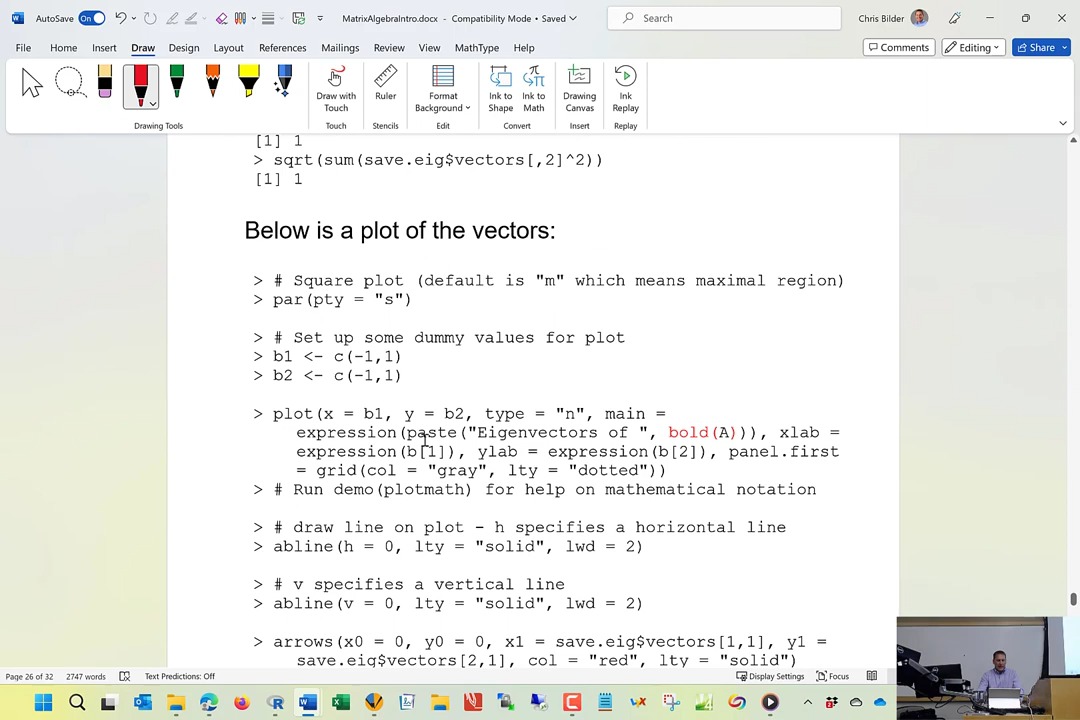 AutoSave On MatrixAlgebraIntro.docx - Compatibility Mode • Saved Search Chris Bilder
File Home Insert Draw Design Layout References Mailings Review View MathType Help Comments Editing Share
Draw with Touch Ruler Format Background Ink to Shape Ink to Math Drawing Canvas Ink Replay
Drawing Tools Touch Stencils Edit Convert Insert Replay
[1] 1
> sqrt(sum(save.eig$vectors[,2]^2))
[1] 1
Below is a plot of the vectors:
> # Square plot (default is "m" which means maximal region)
> par(pty = "s")
> # Set up some dummy values for plot
> b1 <- c(-1,1)
> b2 <- c(-1,1)
> plot(x = b1, y = b2, type = "n", main =
expression(paste("Eigenvectors of ", bold(A))), xlab =
expression(b[1]), ylab = expression(b[2]), panel.first
= grid(col = "gray", lty = "dotted"))
> # Run demo(plotmath) for help on mathematical notation
> # draw line on plot - h specifies a horizontal line
> abline(h = 0, lty = "solid", lwd = 2)
> # v specifies a vertical line
> abline(v = 0, lty = "solid", lwd = 2)
> arrows(x0 = 0, y0 = 0, x1 = save.eig$vectors[1,1], y1 =
save.eig$vectors[2,1], col = "red", lty = "solid")
Page 26 of 32 2747 words Text Predictions: Off Display Settings Focus